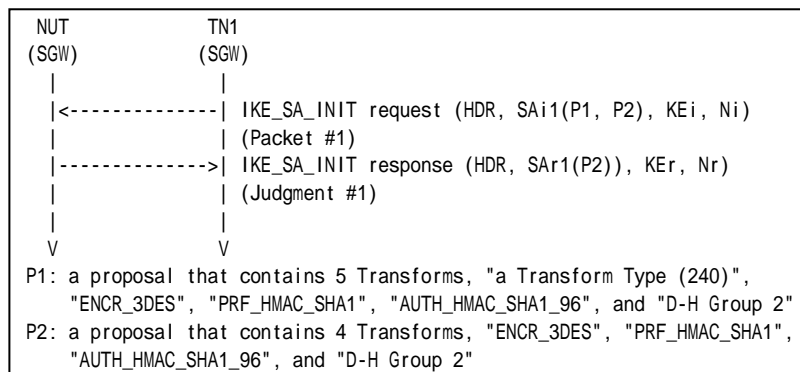 NUT TN1
(SGW) (SGW)
| |
|<--------------| IKE_SA_INIT request (HDR, SAi1(P1, P2), KEi, Ni)
| | (Packet #1)
|-------------->| IKE_SA_INIT response (HDR, SAr1(P2)), KEr, Nr)
| | (Judgment #1)
| |
V V
P1: a proposal that contains 5 Transforms, "a Transform Type (240)",
"ENCR_3DES", "PRF_HMAC_SHA1", "AUTH_HMAC_SHA1_96", and "D-H Group 2"
P2: a proposal that contains 4 Transforms, "ENCR_3DES", "PRF_HMAC_SHA1",
"AUTH_HMAC_SHA1_96", and "D-H Group 2"